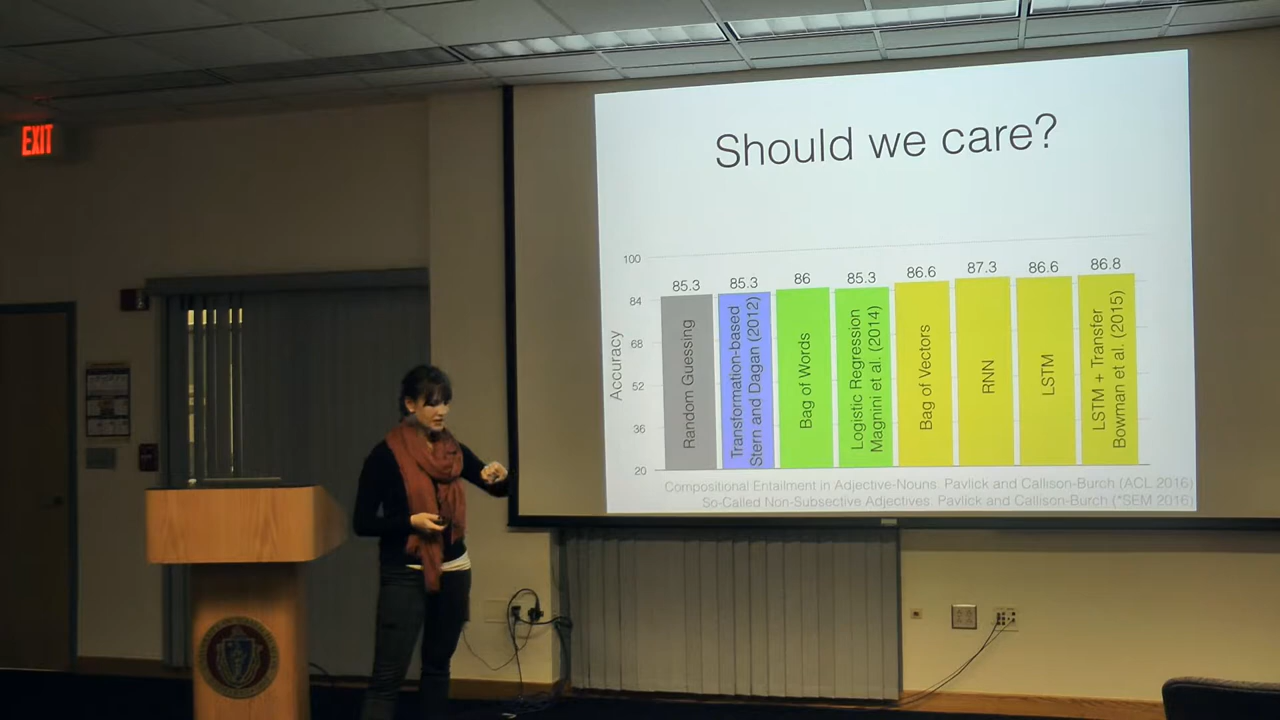 EXIT
Should we care?
100
84
68
52
36
20
Accuracy
85.3
85.3
86
85.3
86.6
87.3
86.6
86.8
Random Guessing
Transformation-based
Stern and Dagan (2012)
Bag of Words
Logistic Regression
Magnini et al. (2014)
Bag of Vectors
RNN
LSTM
LSTM + Transfer
Bowman et al. (2015)
Compositional Entailment in Adjective-Nouns. Pavlick and Callison-Burch (ACL 2016)
So-Called Non-Subsective Adjectives. Pavlick and Callison-Burch (*SEM 2016)